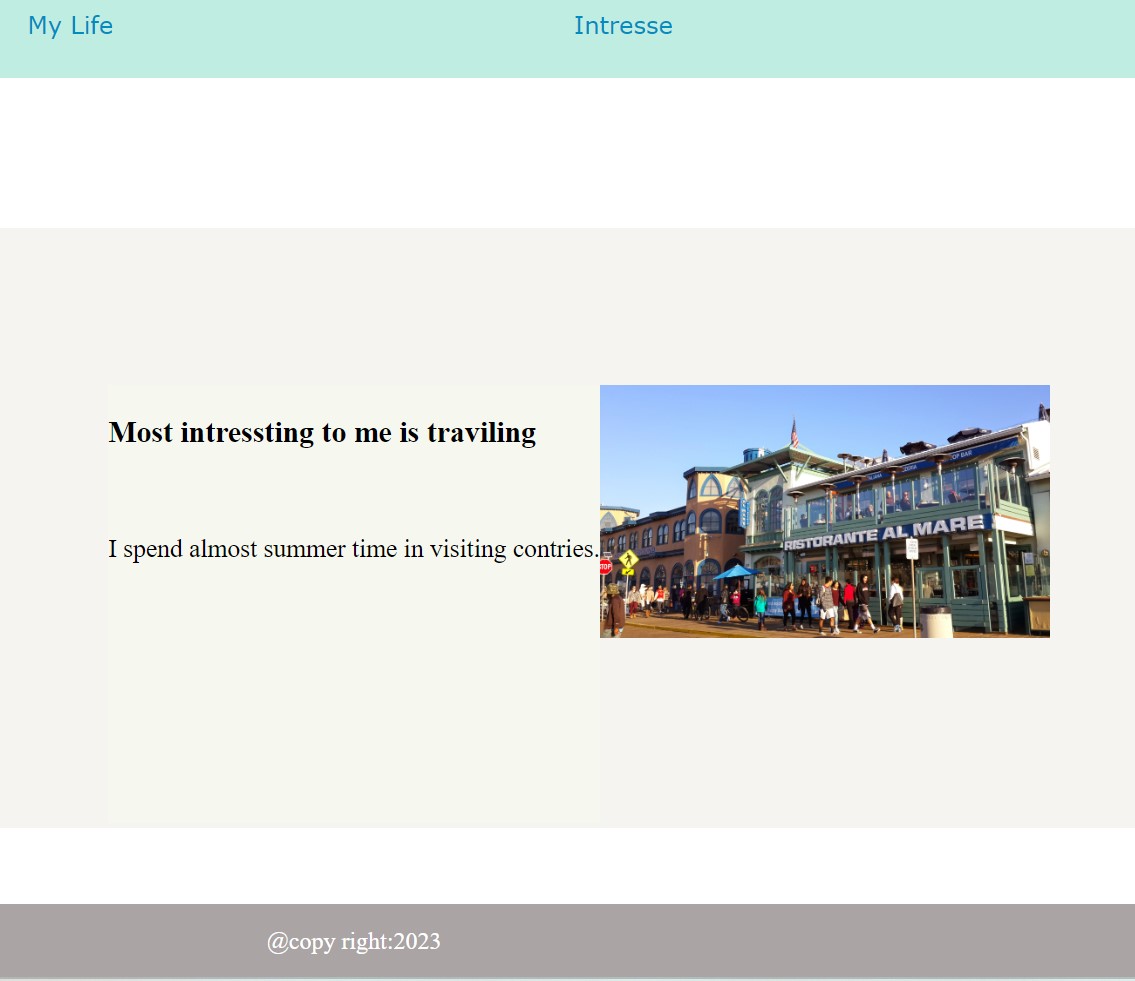 My Life
Intresse
Most intressting to me is traviling
I spend almost summer time in visiting contries.
RISTORANTE AL MARE
STOP
@copy right:2023